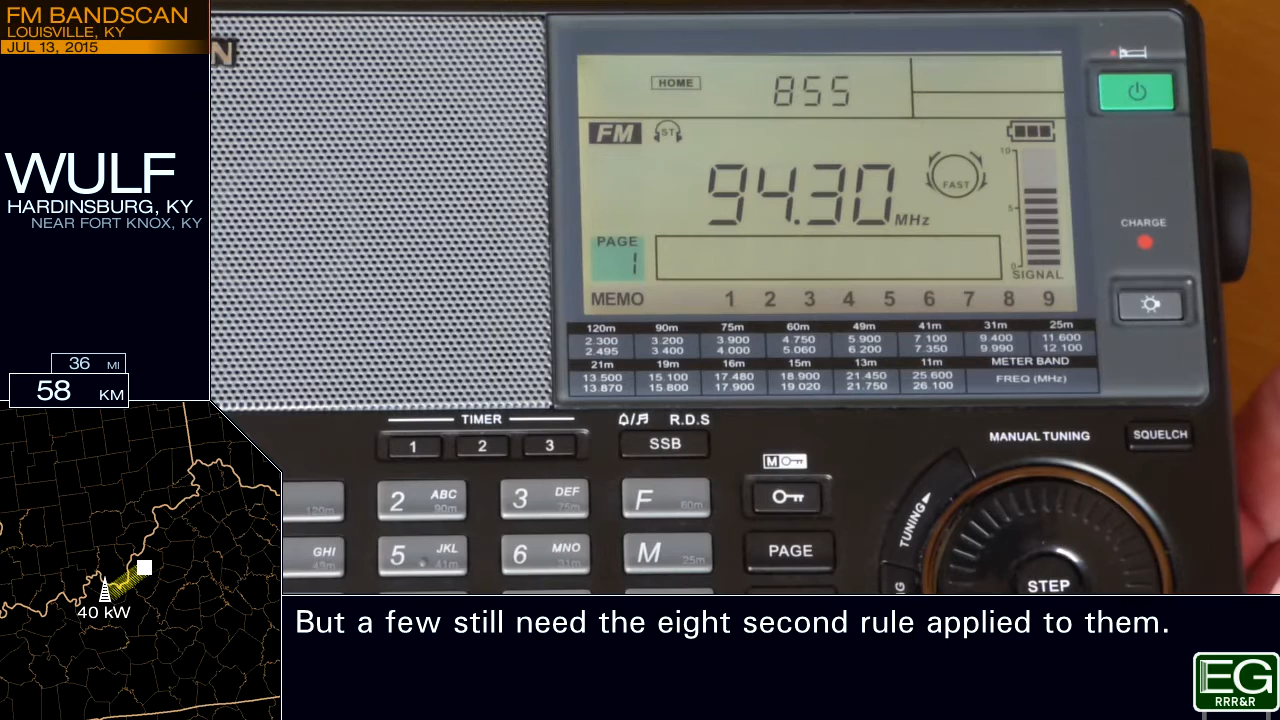 FM BANDSCAN
LOUISVILLE, KY
JUL 13, 2015
WULF
HARDINSBURG, KY
NEAR FORT KNOX, KY
36 MI
58 KM
40 kW
N
HOME 855
FM ST
94.30 MHz
FAST
10
5
0
SIGNAL
PAGE
1
MEMO 1 2 3 4 5 6 7 8 9
120m 90m 75m 60m 49m 41m 31m 25m
2.300 3.200 3.900 4 750 5 900 7 100 9 400 11 600
2.495 3 400 4.000 5 060 6 200 7.350 9.990 12 100
21m 19m 16m 15m 13m 11m METER BAND
13.500 15 100 17 480 18 900 21.450 25 600 FREQ (MHz)
13.870 15 800 17 900 19 020 21.750 26 100
CHARGE
TIMER
1 2 3
R.D.S
SSB
MANUAL TUNING
SQUELCH
M
120m
2 ABC 90m
3 DEF 75m
F 60m
GHI 49m
5 JKL 41m
6 MNO 31m
M 25m
PAGE
TUNING
STEP
But a few still need the eight second rule applied to them.
EG
RRR&R